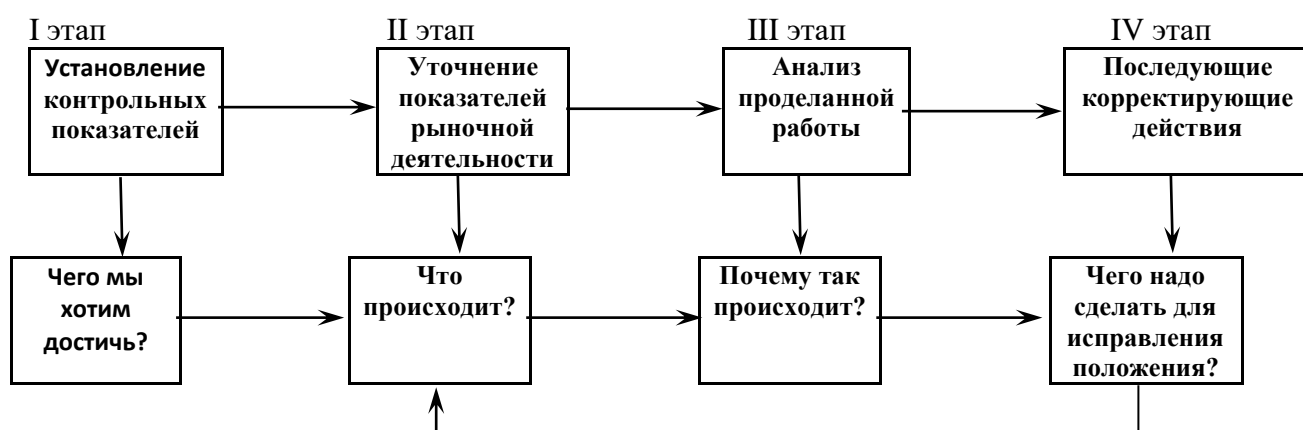 I этап
II этап
III этап
IV этап
Установление
контрольных
показателей
Уточнение
показателей
рыночной
деятельности
Анализ
проделанной
работы
Последующие
корректирующие
действия
Чего мы
хотим
достичь?
Что
происходит?
Почему так
происходит?
Чего надо
сделать для
исправления
положения?